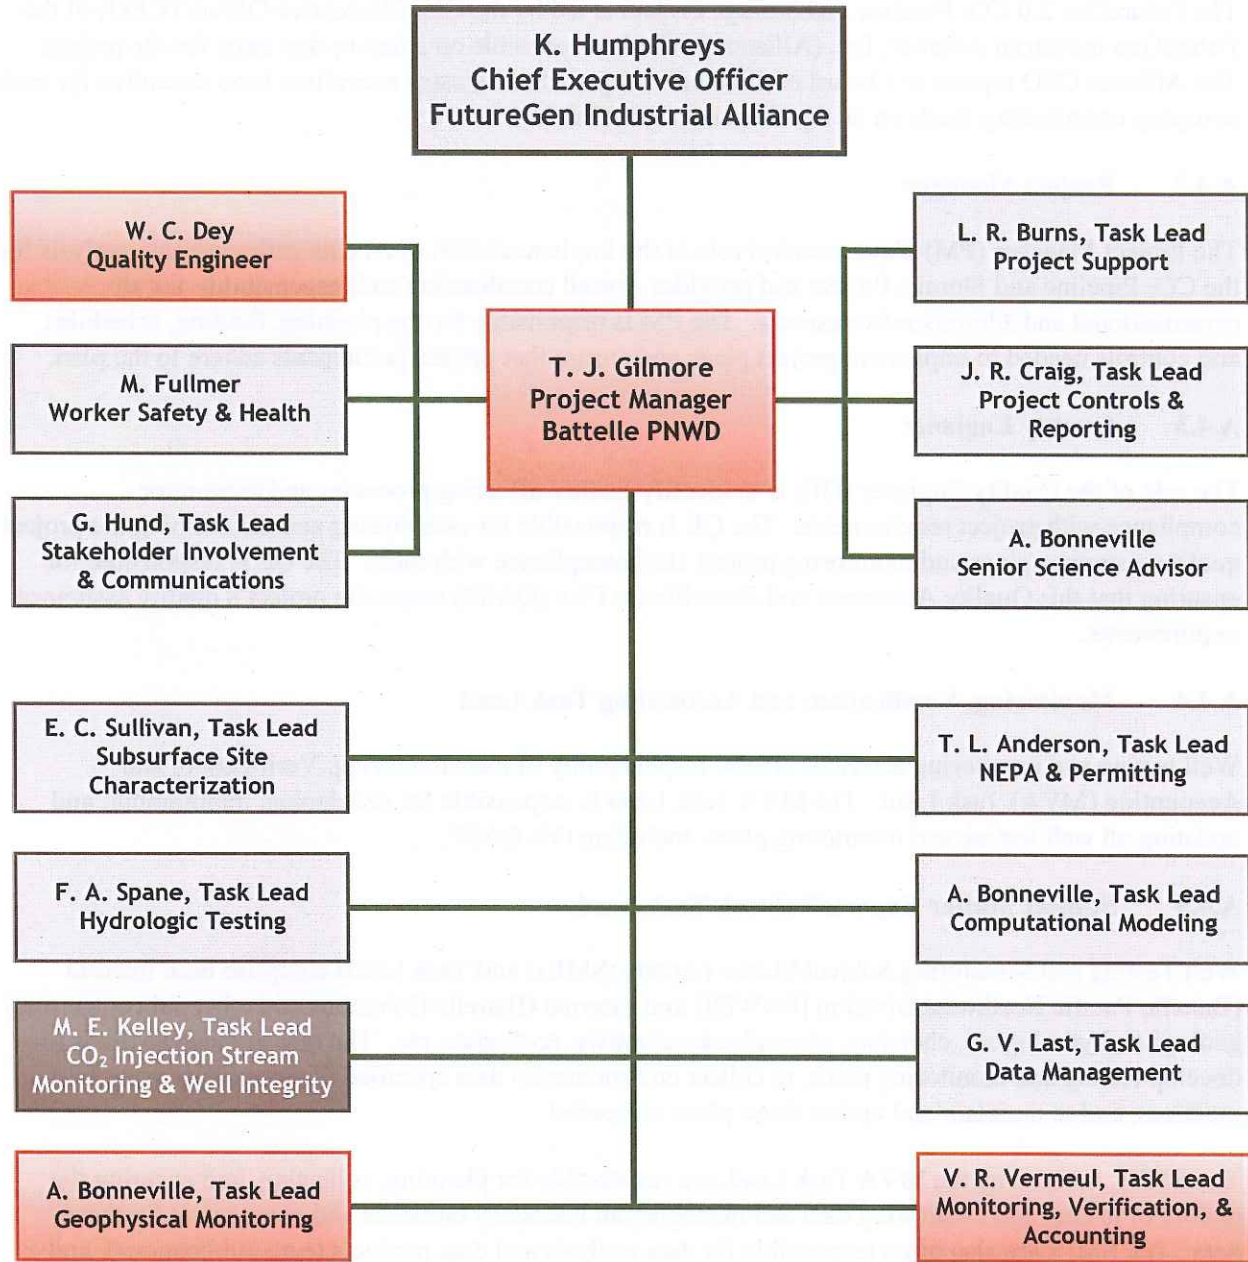 K. Humphreys
Chief Executive Officer
FutureGen Industrial Alliance
W. C. Dey
Quality Engineer
L. R. Burns, Task Lead
Project Support
M. Fullmer
Worker Safety & Health
T. J. Gilmore
Project Manager
Battelle PNWD
J. R. Craig, Task Lead
Project Controls &
Reporting
G. Hund, Task Lead
Stakeholder Involvement
& Communications
A. Bonneville
Senior Science Advisor
E. C. Sullivan, Task Lead
Subsurface Site
Characterization
T. L. Anderson, Task Lead
NEPA & Permitting
F. A. Spane, Task Lead
Hydrologic Testing
A. Bonneville, Task Lead
Computational Modeling
M. E. Kelley, Task Lead
CO₂ Injection Stream
Monitoring & Well Integrity
G. V. Last, Task Lead
Data Management
A. Bonneville, Task Lead
Geophysical Monitoring
V. R. Vermeul, Task Lead
Monitoring, Verification, &
Accounting